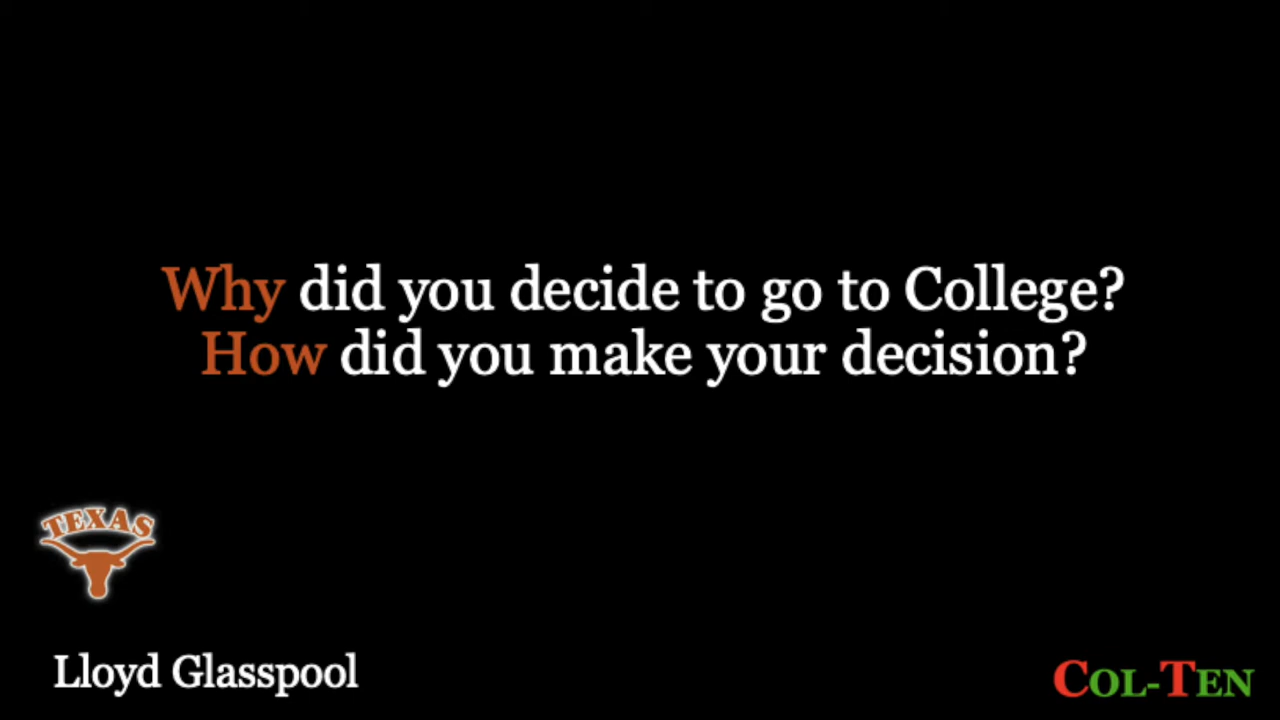 Why did you decide to go to College?
How did you make your decision?
TEXAS
Lloyd Glasspool
COL-TEN